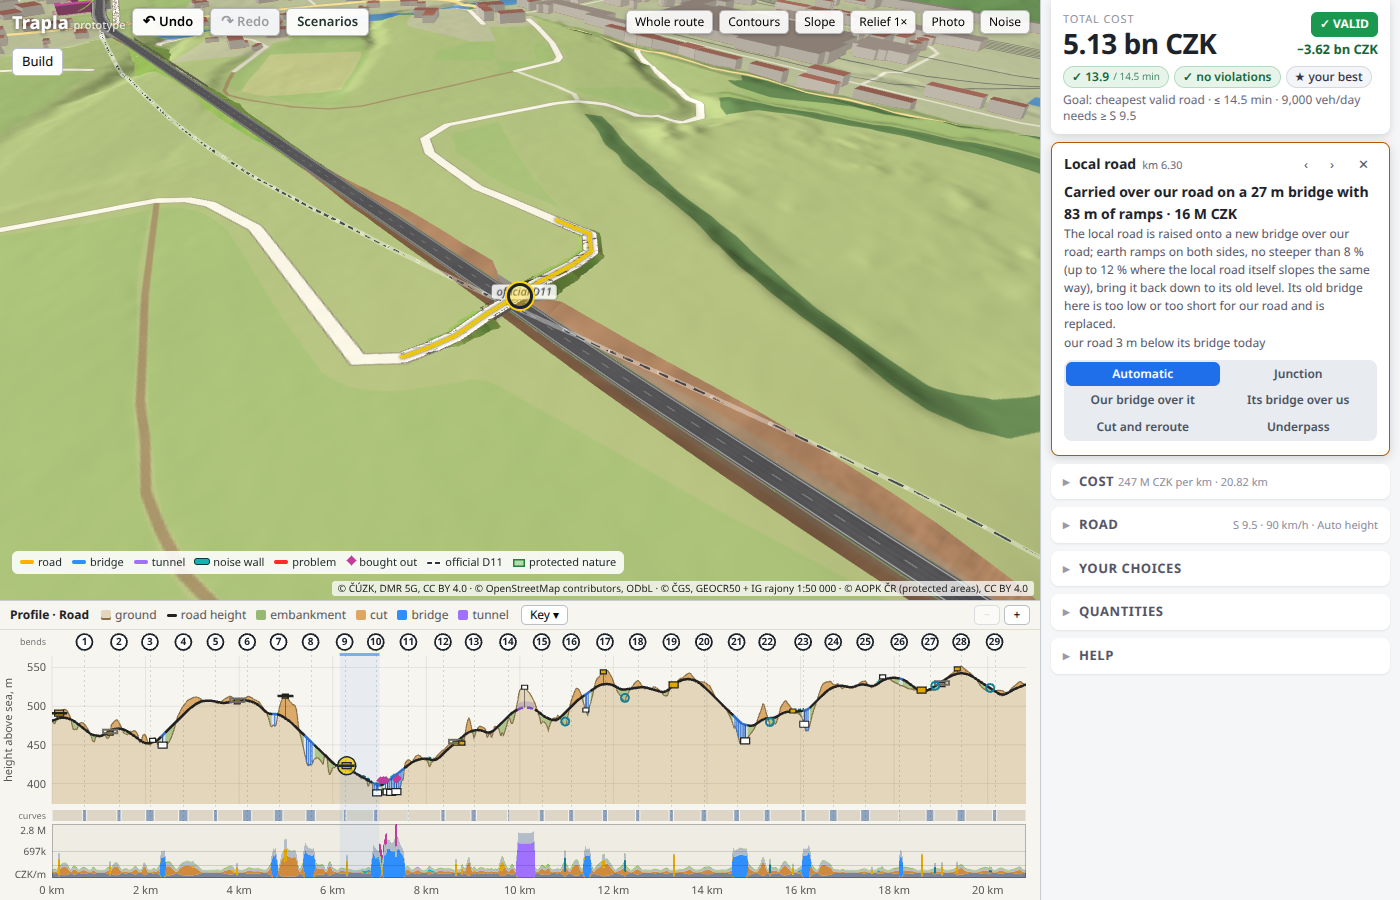 Trapla prototype
↶ Undo
↷ Redo
Scenarios
Whole route
Contours
Slope
Relief 1×
Photo
Noise
Build
official D11
road
bridge
tunnel
noise wall
problem
bought out
official D11
protected nature
© ČÚZK, DMR 5G, CC BY 4.0 · © OpenStreetMap contributors, ODbL · © ČGS, GEOCR50 + IG rajony 1:50 000 · © AOPK ČR (protected areas), CC BY 4.0
TOTAL COST
5.13 bn CZK
✓ VALID
−3.62 bn CZK
✓ 13.9 / 14.5 min
✓ no violations
★ your best
Goal: cheapest valid road · ≤ 14.5 min · 9,000 veh/day
needs ≥ S 9.5
Local road km 6.30
‹ › ✕
Carried over our road on a 27 m bridge with
83 m of ramps · 16 M CZK
The local road is raised onto a new bridge over our
road; earth ramps on both sides, no steeper than 8 %
(up to 12 % where the local road itself slopes the same
way), bring it back down to its old level. Its old bridge
here is too low or too short for our road and is
replaced.
our road 3 m below its bridge today
Automatic
Junction
Our bridge over it
Its bridge over us
Cut and reroute
Underpass
▶ COST 247 M CZK per km · 20.82 km
▶ ROAD S 9.5 · 90 km/h · Auto height
▶ YOUR CHOICES
▶ QUANTITIES
▶ HELP
Profile · Road
ground
road height
embankment
cut
bridge
tunnel
Key ▾
− +
bends 1 2 3 4 5 6 7 8 9 10 11 12 13 14 15 16 17 18 19 20 21 22 23 24 25 26 27 28 29
height above sea, m
550
500
450
400
curves
2.8 M
697k
CZK/m
0 km 2 km 4 km 6 km 8 km 10 km 12 km 14 km 16 km 18 km 20 km